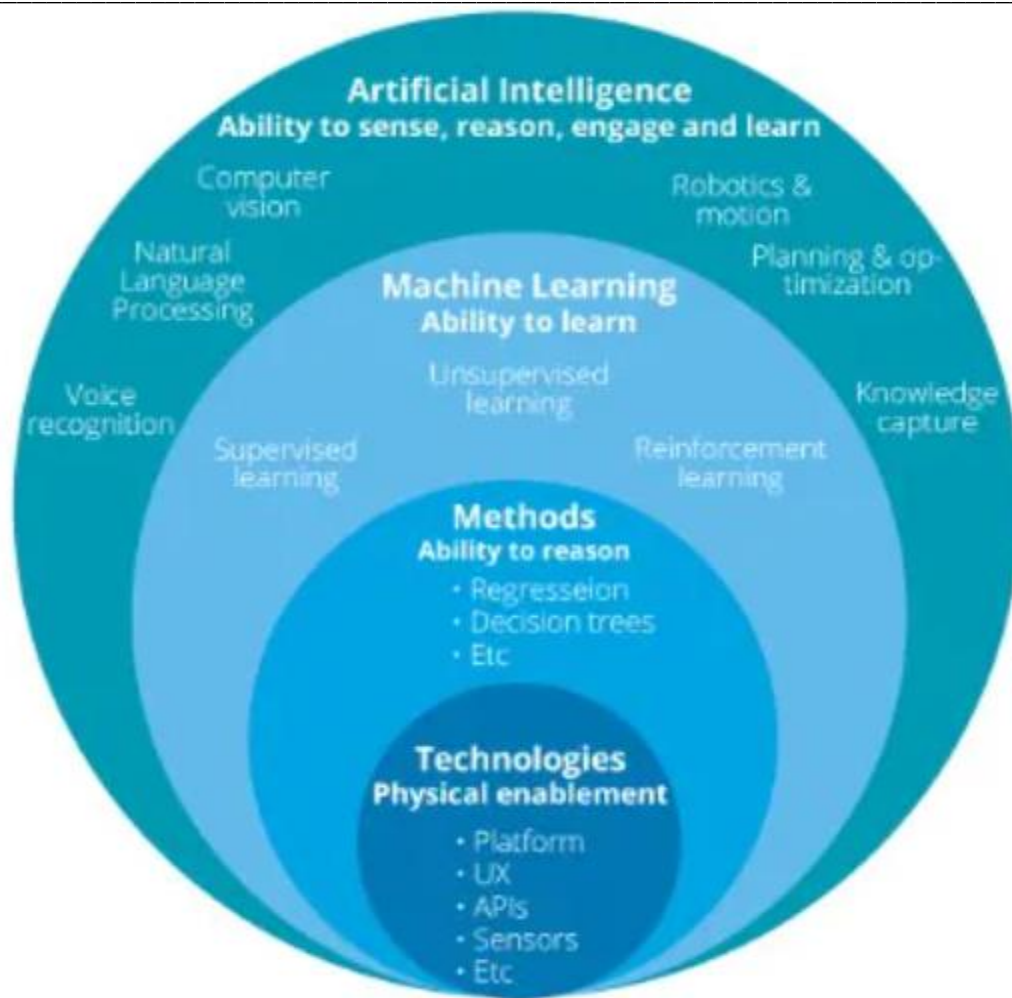 Artificial Intelligence
Ability to sense, reason, engage and learn
Computer
vision
Robotics &
motion
Natural
Language
Processing
Planning & op-
timization
Voice
recognition
Knowledge
capture
Machine Learning
Ability to learn
Unsupervised
learning
Supervised
learning
Reinforcement
learning
Methods
Ability to reason
• Regresseion
• Decision trees
• Etc
Technologies
Physical enablement
• Platform
• UX
• APIs
• Sensors
• Etc